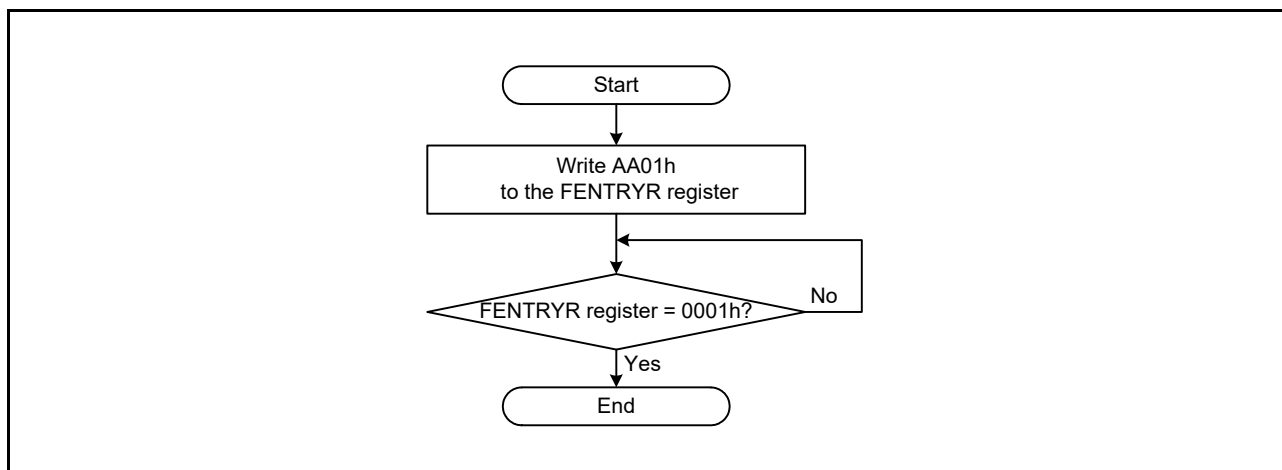 Start
Write AA01h
to the FENTRYR register
FENTRYR register = 0001h?
No
Yes
End